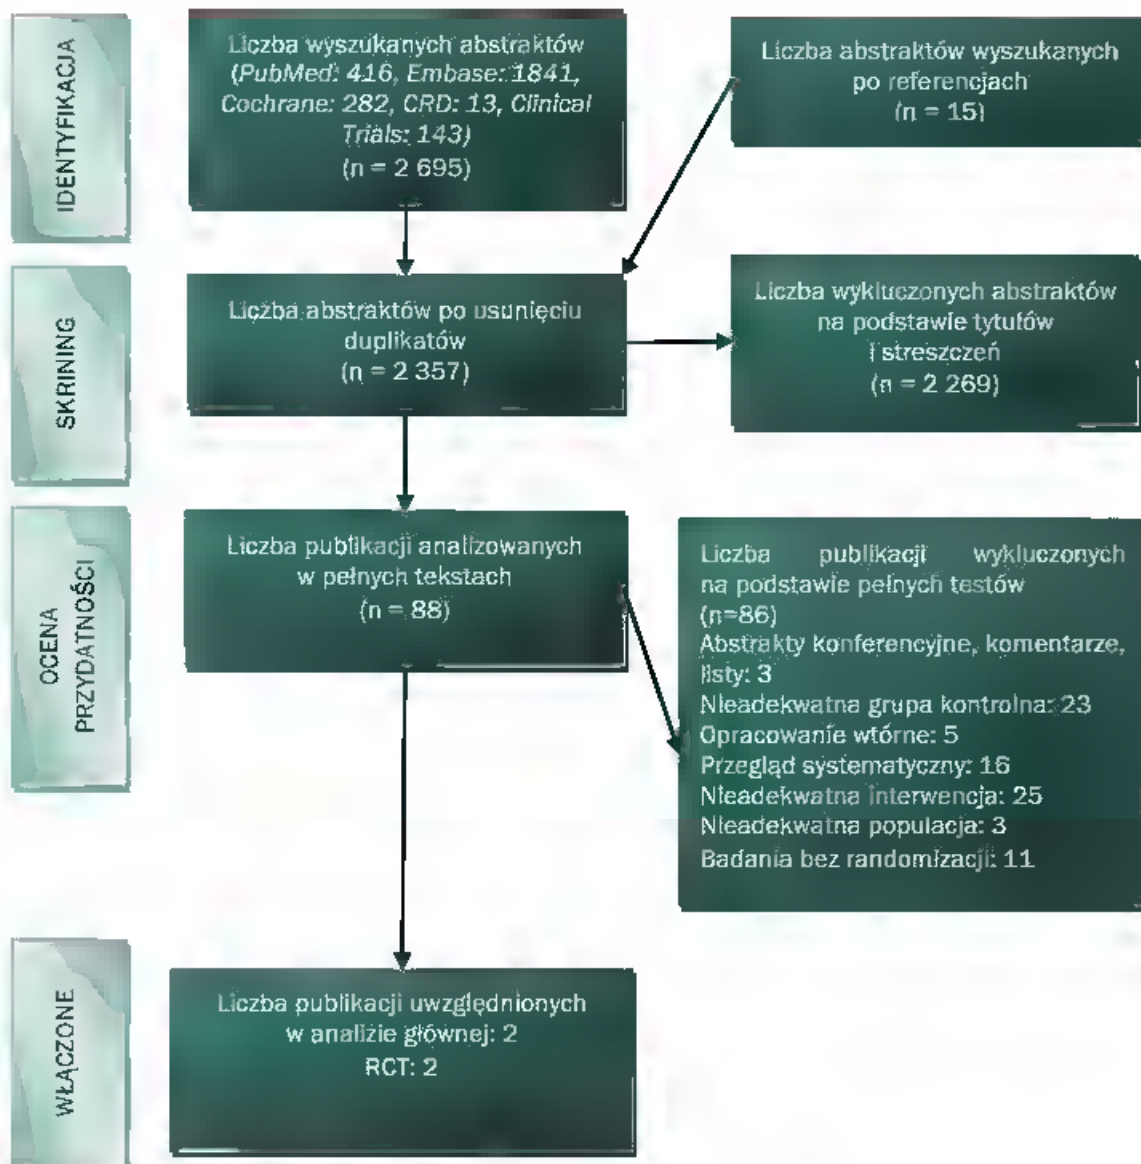 IDENTYFIKACJA
Liczba wyszukanych abstraktów
(PubMed: 416, Embase: 1841,
Cochrane: 282, CRD: 13, Clinical
Trials: 143)
(n = 2 695)
Liczba abstraktów wyszukanych
po referencjach
(n = 15)
SKRINING
Liczba abstraktów po usunięciu
duplikatów
(n = 2 357)
Liczba wykluczonych abstraktów
na podstawie tytułów
i streszczeń
(n = 2 269)
OCENA
PRZYDATNOŚCI
Liczba publikacji analizowanych
w pełnych tekstach
(n = 88)
Liczba publikacji wykluczonych
na podstawie pełnych testów
(n=86)
Abstrakty konferencyjne, komentarze,
listy: 3
Nieadekwatna grupa kontrolna: 23
Opracowanie wtórne: 5
Przegląd systematyczny: 16
Nieadekwatna interwencja: 25
Nieadekwatna populacja: 3
Badania bez randomizacji: 11
WŁĄCZONE
Liczba publikacji uwzględnionych
w analizie głównej: 2
RCT: 2